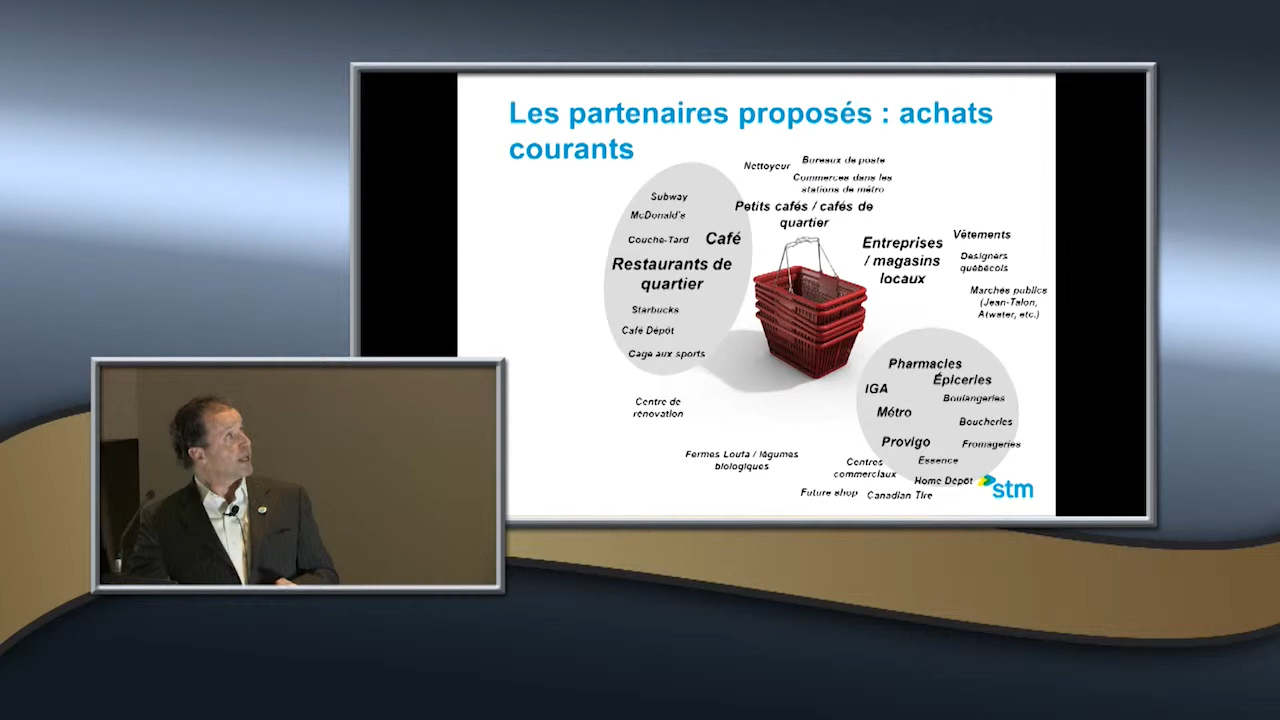 Les partenaires proposés : achats
courants
Nettoyeur
Bureaux de poste
Commerces dans les
stations de métro
Petits cafés / cafés de
quartier
Subway
McDonald's
Couche-Tard
Café
Restaurants de
quartier
Starbucks
Café Dépôt
Cage aux sports
Entreprises
/ magasins
locaux
Vêtements
Designers
québécois
Marchés publics
(Jean-Talon,
Atwater, etc.)
Pharmacies
Épiceries
IGA
Boulangeries
Métro
Boucheries
Provigo
Fromageries
Essence
Centre de
rénovation
Fermes Loufa / légumes
biologiques
Centres
commerciaux
Home Dépôt
Future shop
Canadian Tire
stm